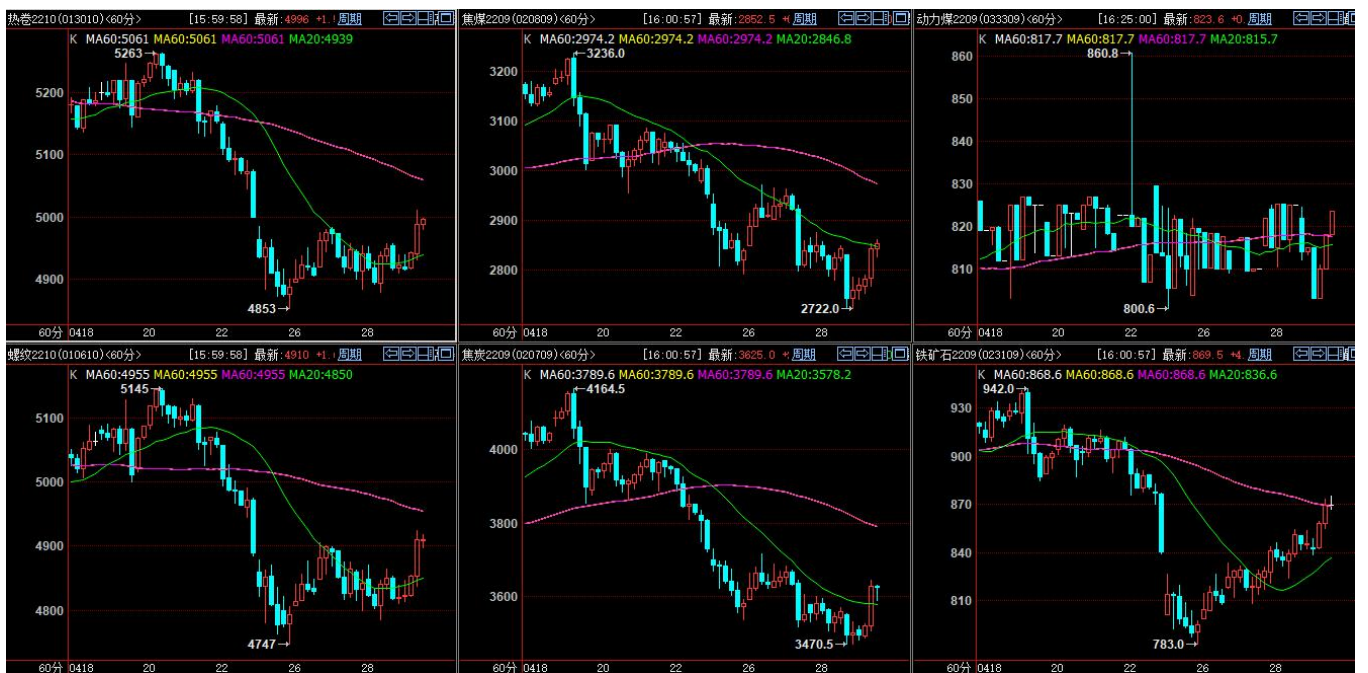 热卷2210(013010)<60分> [15:59:58] 最新:4996 +1. 周期
K MA60:5061 MA60:5061 MA60:5061 MA20:4939
5263
5200
5100
5000
4900
4853
60分 0418 20 22 26 28
焦煤2209(020809)<60分> [16:00:57] 最新:2852.5 周期
K MA60:2974.2 MA60:2974.2 MA60:2974.2 MA20:2846.8
3236.0
3200
3100
3000
2900
2800
2722.0
60分 0418 20 22 26 28
动力煤2209(033309)<60分> [16:25:00] 最新:823.6 +0. 周期
K MA60:817.7 MA60:817.7 MA60:817.7 MA20:815.7
860.8
860
850
840
830
820
810
800.6
60分 0418 20 22 26 28
螺纹2210(010610)<60分> [15:59:58] 最新:4910 +1. 周期
K MA60:4955 MA60:4955 MA60:4955 MA20:4850
5145
5100
5000
4900
4800
4747
60分 0418 20 22 26 28
焦炭2209(020709)<60分> [16:00:57] 最新:3625.0 周期
K MA60:3789.6 MA60:3789.6 MA60:3789.6 MA20:3578.2
4164.5
4000
3800
3600
3470.5
60分 0418 20 22 26 28
铁矿石2209(023109)<60分> [16:00:57] 最新:869.5 +4. 周期
K MA60:868.6 MA60:868.6 MA60:868.6 MA20:836.6
942.0
930
900
870
840
810
783.0
60分 0418 20 22 26 28